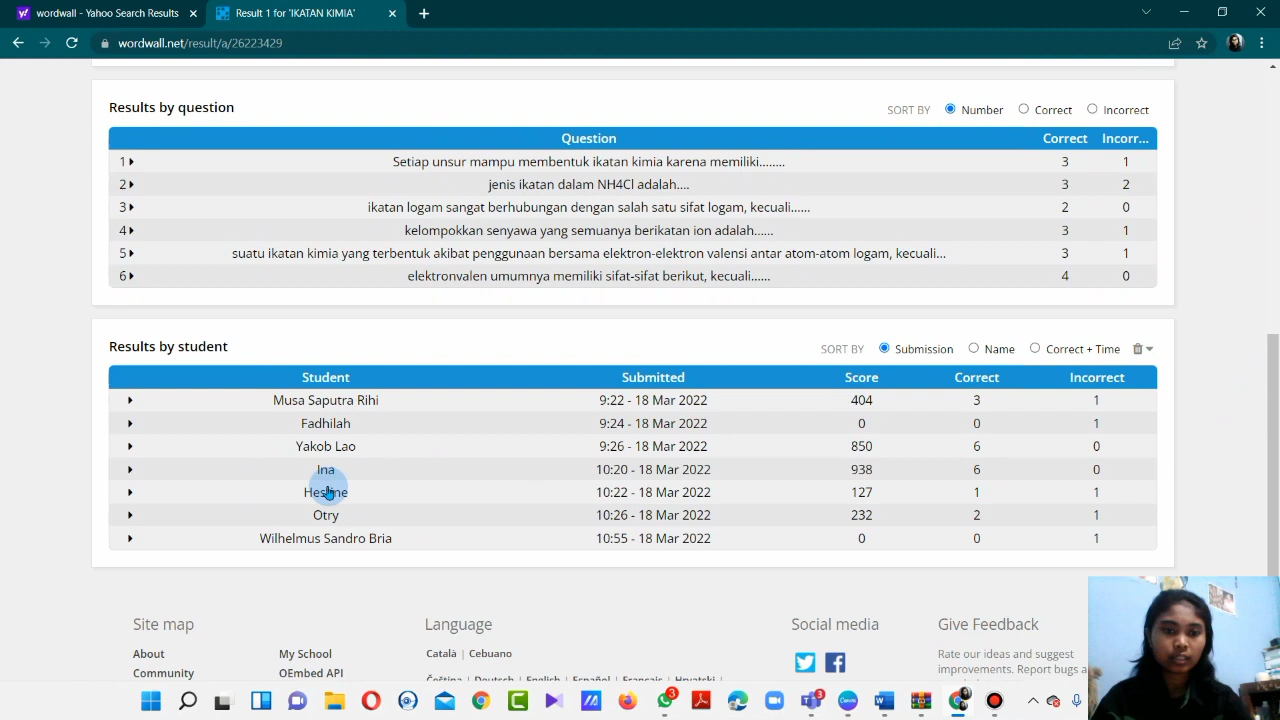 wordwall - Yahoo Search Results
Result 1 for 'IKATAN KIMIA'
wordwall.net/result/a/26223429
Results by question
SORT BY Number Correct Incorrect
Question Correct Incorr...
1 Setiap unsur mampu membentuk ikatan kimia karena memiliki........ 3 1
2 jenis ikatan dalam NH4Cl adalah.... 3 2
3 ikatan logam sangat berhubungan dengan salah satu sifat logam, kecuali...... 2 0
4 kelompokkan senyawa yang semuanya berikatan ion adalah...... 3 1
5 suatu ikatan kimia yang terbentuk akibat penggunaan bersama elektron-elektron valensi antar atom-atom logam, kecuali... 3 1
6 elektronvalen umumnya memiliki sifat-sifat berikut, kecuali...... 4 0
Results by student
SORT BY Submission Name Correct + Time
Student Submitted Score Correct Incorrect
Musa Saputra Rihi 9:22 - 18 Mar 2022 404 3 1
Fadhilah 9:24 - 18 Mar 2022 0 0 1
Yakob Lao 9:26 - 18 Mar 2022 850 6 0
Ina 10:20 - 18 Mar 2022 938 6 0
10:22 - 18 Mar 2022 127 1 1
Otry 10:26 - 18 Mar 2022 232 2 1
Wilhelmus Sandro Bria 10:55 - 18 Mar 2022 0 0 1
Site map Language Social media Give Feedback
About My School Català | Cebuano Rate our ideas and suggest
Community OEmbed API improvements. Report bugs a
Čeština | Dansk | Deutsch | English | Español | Français | Hrvatski |
3 3